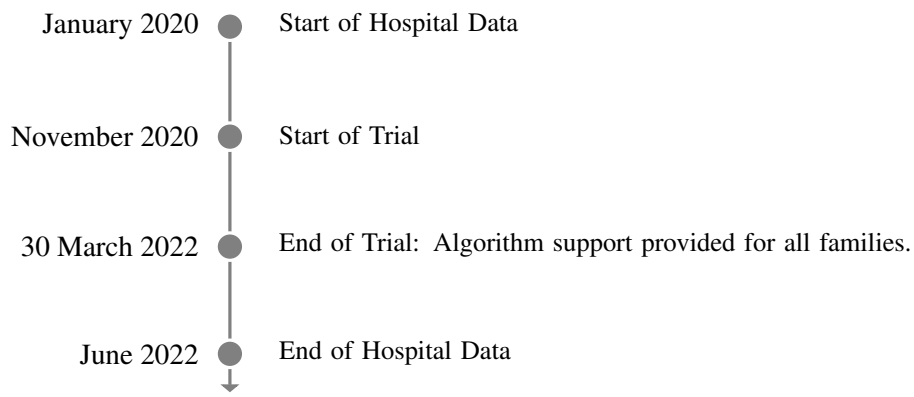 January 2020 Start of Hospital Data
November 2020 Start of Trial
30 March 2022 End of Trial: Algorithm support provided for all families.
June 2022 End of Hospital Data